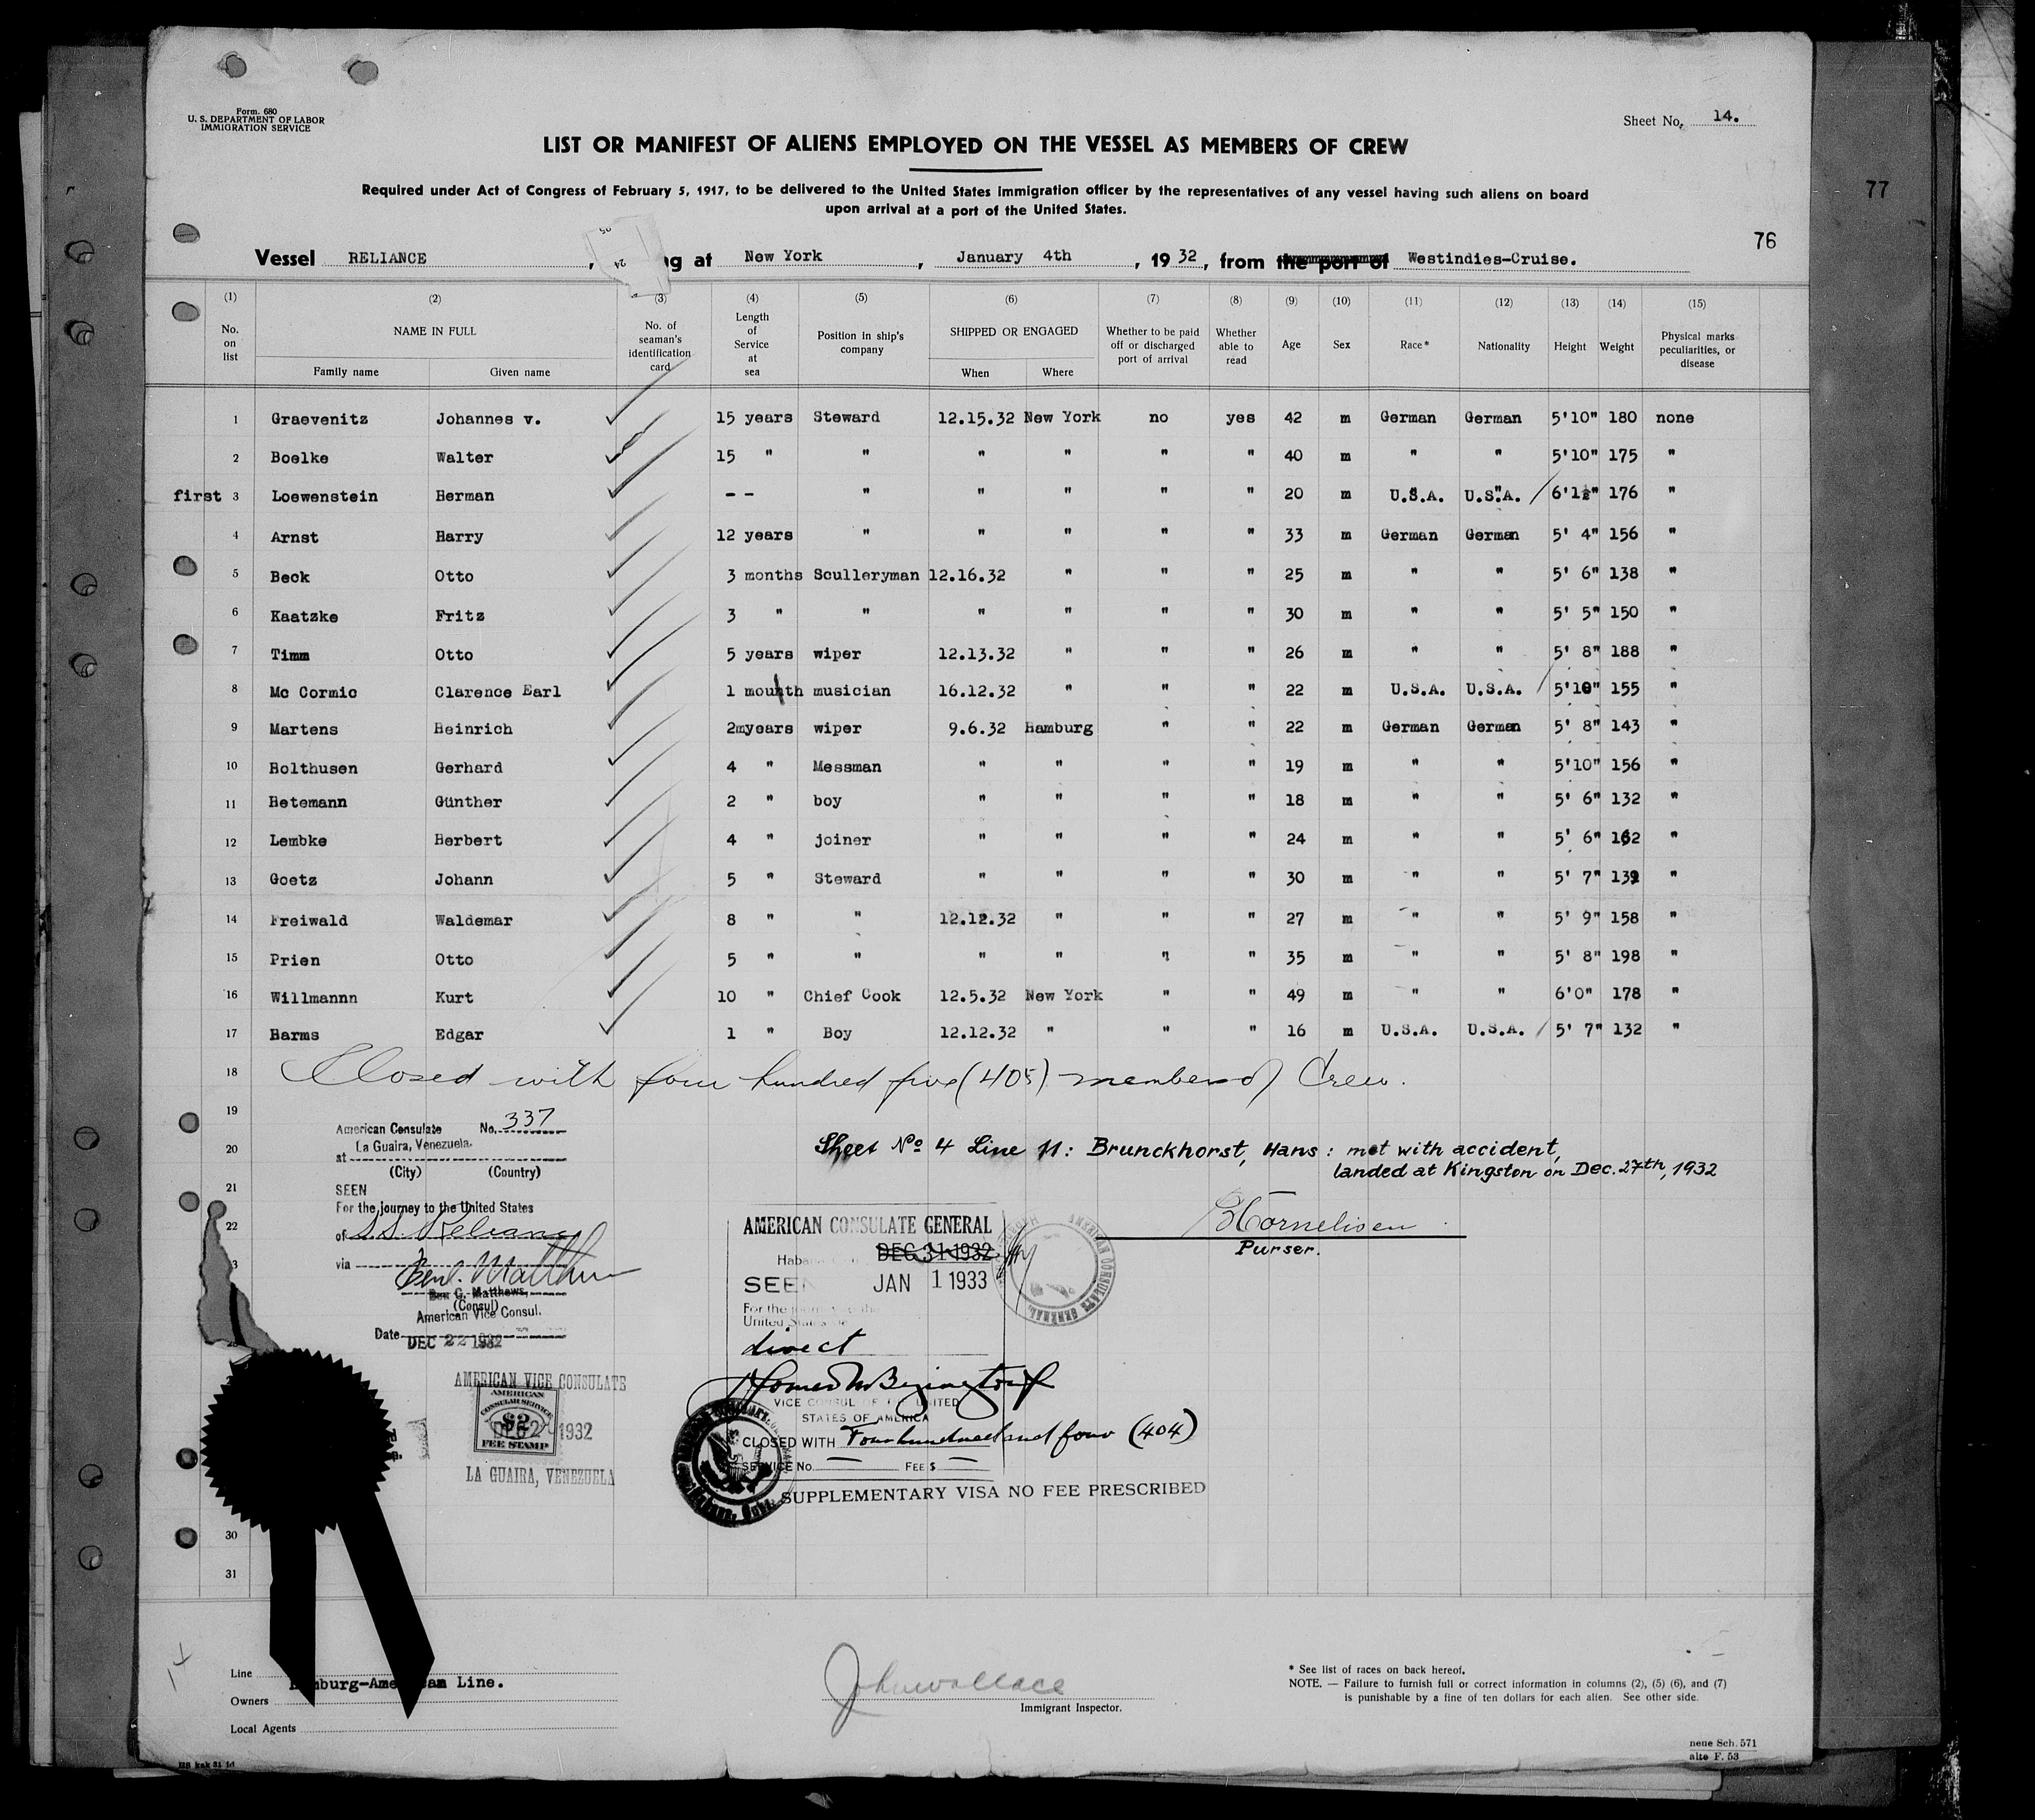 Form. 680
U. S. DEPARTMENT OF LABOR
IMMIGRATION SERVICE
Sheet No. 14.
LIST OR MANIFEST OF ALIENS EMPLOYED ON THE VESSEL AS MEMBERS OF CREW
Required under Act of Congress of February 5, 1917, to be delivered to the United States immigration officer by the representatives of any vessel having such aliens on board
upon arrival at a port of the United States.
77
76
Vessel RELIANCE, g at New York, January 4th, 1932, from the port of Westindies-Cruise.
(1) (2) (3) (4) (5) (6) (7) (8) (9) (10) (11) (12) (13) (14) (15)
No. on list
NAME IN FULL
Family name Given name
No. of seaman's identification card
Length of Service at sea
Position in ship's company
SHIPPED OR ENGAGED
When Where
Whether to be paid off or discharged port of arrival
Whether able to read
Age Sex Race* Nationality Height Weight
Physical marks peculiarities, or disease
1 Graevenitz Johannes v. 15 years Steward 12.15.32 New York no yes 42 m German German 5'10" 180 none
2 Boelke Walter 15 " " " " " " 40 m " " 5'10" 175 "
first 3 Loewenstein Herman -- " " " " " 20 m U.S.A. U.S.A. 6'1½" 176 "
4 Arnst Harry 12 years " " " " " 33 m German German 5' 4" 156 "
5 Beck Otto 3 months Sculleryman 12.16.32 " " " 25 m " " 5' 6" 138 "
6 Kaatzke Fritz 3 " " " " " " 30 m " " 5' 5" 150 "
7 Timm Otto 5 years wiper 12.13.32 " " " 26 m " " 5' 8" 188 "
8 Mc Cormic Clarence Earl 1 mounth musician 16.12.32 " " " 22 m U.S.A. U.S.A. 5'10" 155 "
9 Martens Heinrich 2myears wiper 9.6.32 Hamburg " " 22 m German German 5' 8" 143 "
10 Holthusen Gerhard 4 " Messman " " " " 19 m " " 5'10" 156 "
11 Hetemann Günther 2 " boy " " " " 18 m " " 5' 6" 132 "
12 Lembke Herbert 4 " joiner " " " " 24 m " " 5' 6" 162 "
13 Goetz Johann 5 " Steward " " " " 30 m " " 5' 7" 139 "
14 Freiwald Waldemar 8 " " 12.12.32 " " " 27 m " " 5' 9" 158 "
15 Prien Otto 5 " " " " " " 35 m " " 5' 8" 198 "
16 Willmannn Kurt 10 " Chief Cook 12.5.32 New York " " 49 m " " 6'0" 178 "
17 Harms Edgar 1 " Boy 12.12.32 " " " 16 m U.S.A. U.S.A. 5' 7" 132 "
18 Closed with four hundred five (405) members of Crew.
19
20
21
22
30
31
American Consulate No. 337
at La Guaira, Venezuela.
(City) (Country)
SEEN
For the journey to the United States
of S.S. Reliance
via
Ben C. Matthews,
(Consul)
American Vice Consul.
Date DEC 22 1932
AMERICAN VICE CONSULATE
AMERICAN
CONSULAR SERVICE
$2
FEE STAMP
1932
LA GUAIRA, VENEZUELA
Sheet No 4 Line 11: Brunckhorst, Hans: met with accident,
landed at Kingston on Dec. 27th, 1932
Cornelisen
Purser.
AMERICAN CONSULATE GENERAL
DEC 31 1932
SEEN JAN 1 1933
For the journey to the
United States
direct
VICE CONSUL OF THE UNITED
STATES OF AMERICA
CLOSED WITH Four hundred and four (404)
SERVICE No. FEE $
SUPPLEMENTARY VISA NO FEE PRESCRIBED
AMERICAN CONSULATE GENERAL
Line
Owners
Local Agents
Hamburg-American Line.
John Wallace
Immigrant Inspector.
* See list of races on back hereof.
NOTE. — Failure to furnish full or correct information in columns (2), (5) (6), and (7)
is punishable by a fine of ten dollars for each alien. See other side.
neue Sch. 571
alte F. 53